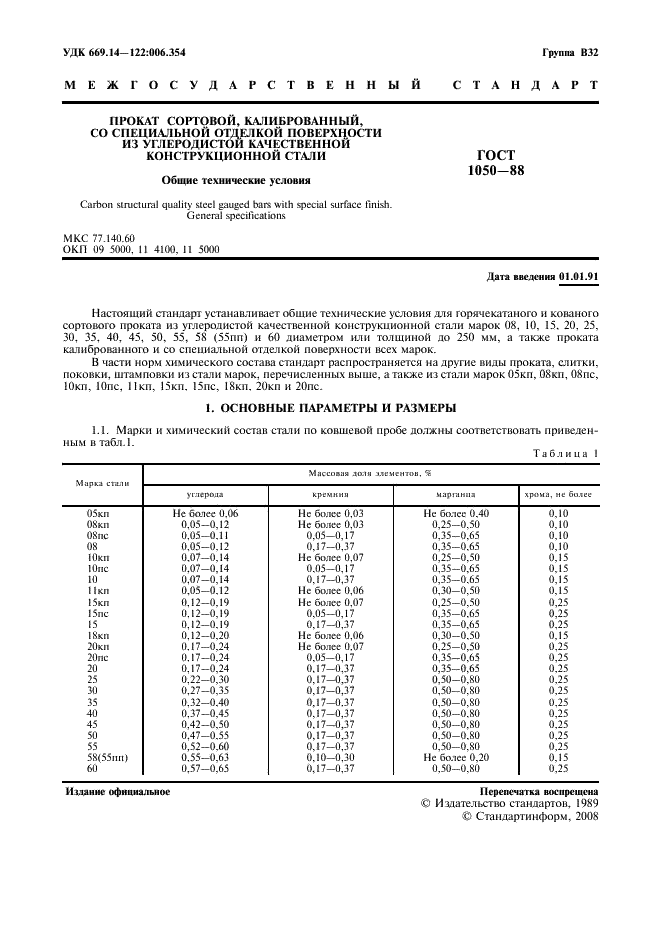 УДК 669.14—122:006.354 Группа В32
МЕЖГОСУДАРСТВЕННЫЙ СТАНДАРТ
ПРОКАТ СОРТОВОЙ, КАЛИБРОВАННЫЙ,
СО СПЕЦИАЛЬНОЙ ОТДЕЛКОЙ ПОВЕРХНОСТИ
ИЗ УГЛЕРОДИСТОЙ КАЧЕСТВЕННОЙ
КОНСТРУКЦИОННОЙ СТАЛИ
Общие технические условия
Carbon structural quality steel gauged bars with special surface finish.
General specifications
ГОСТ
1050—88
МКС 77.140.60
ОКП 09 5000, 11 4100, 11 5000
Дата введения 01.01.91
Настоящий стандарт устанавливает общие технические условия для горячекатаного и кованого
сортового проката из углеродистой качественной конструкционной стали марок 08, 10, 15, 20, 25,
30, 35, 40, 45, 50, 55, 58 (55пп) и 60 диаметром или толщиной до 250 мм, а также проката
калиброванного и со специальной отделкой поверхности всех марок.
В части норм химического состава стандарт распространяется на другие виды проката, слитки,
поковки, штамповки из стали марок, перечисленных выше, а также из стали марок 05кп, 08кп, 08пс,
10кп, 10пс, 11кп, 15кп, 15пс, 18кп, 20кп и 20пс.
1. ОСНОВНЫЕ ПАРАМЕТРЫ И РАЗМЕРЫ
1.1. Марки и химический состав стали по ковшевой пробе должны соответствовать приведен-
ным в табл.1.
Таблица 1
Марка стали Массовая доля элементов, %
углерода кремния марганца хрома, не более
05кп Не более 0,06 Не более 0,03 Не более 0,40 0,10
08кп 0,05—0,12 Не более 0,03 0,25—0,50 0,10
08пс 0,05—0,11 0,05—0,17 0,35—0,65 0,10
08 0,05—0,12 0,17—0,37 0,35—0,65 0,10
10кп 0,07—0,14 Не более 0,07 0,25—0,50 0,15
10пс 0,07—0,14 0,05—0,17 0,35—0,65 0,15
10 0,07—0,14 0,17—0,37 0,35—0,65 0,15
11кп 0,05—0,12 Не более 0,06 0,30—0,50 0,15
15кп 0,12—0,19 Не более 0,07 0,25—0,50 0,25
15пс 0,12—0,19 0,05—0,17 0,35—0,65 0,25
15 0,12—0,19 0,17—0,37 0,35—0,65 0,25
18кп 0,12—0,20 Не более 0,06 0,30—0,50 0,15
20кп 0,17—0,24 Не более 0,07 0,25—0,50 0,25
20пс 0,17—0,24 0,05—0,17 0,35—0,65 0,25
20 0,17—0,24 0,17—0,37 0,35—0,65 0,25
25 0,22—0,30 0,17—0,37 0,50—0,80 0,25
30 0,27—0,35 0,17—0,37 0,50—0,80 0,25
35 0,32—0,40 0,17—0,37 0,50—0,80 0,25
40 0,37—0,45 0,17—0,37 0,50—0,80 0,25
45 0,42—0,50 0,17—0,37 0,50—0,80 0,25
50 0,47—0,55 0,17—0,37 0,50—0,80 0,25
55 0,52—0,60 0,17—0,37 0,50—0,80 0,25
58(55пп) 0,55—0,63 0,10—0,30 Не более 0,20 0,15
60 0,57—0,65 0,17—0,37 0,50—0,80 0,25
Издание официальное Перепечатка воспрещена
© Издательство стандартов, 1989
© Стандартинформ, 2008